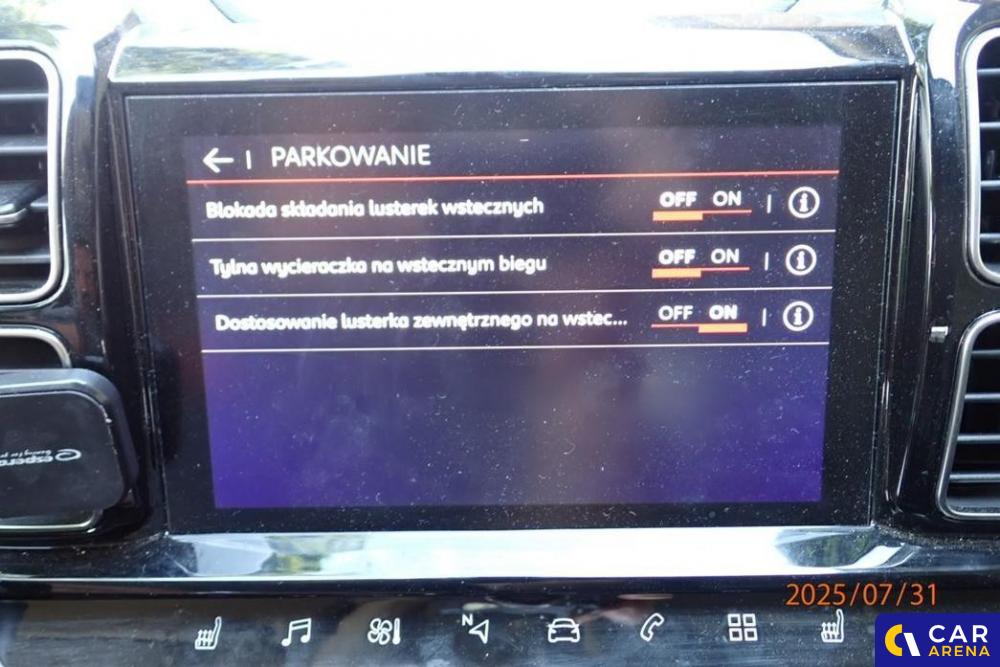 PARKOWANIE
Blokada składania lusterek wstecznych OFF ON
Tylna wycieraczka na wstecznym biegu OFF ON
Dostosowanie lusterka zewnętrznego na wstec... OFF ON
espera
2025/07/31
N
CAR
ARENA